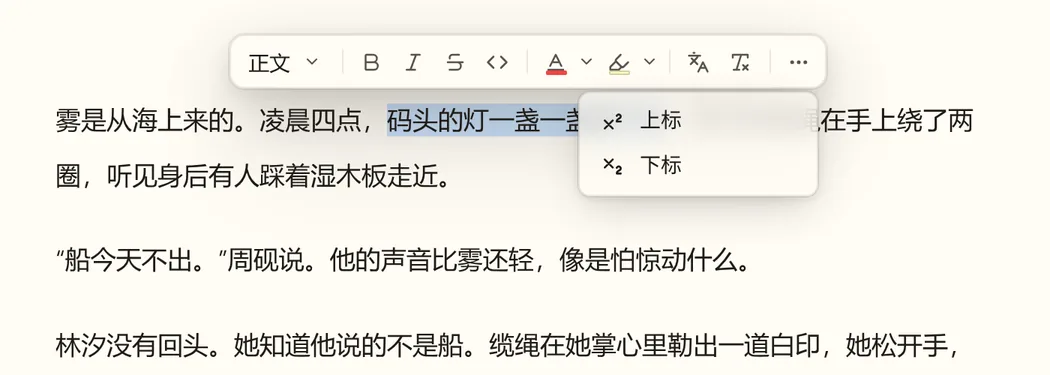 正文
雾是从海上来的。凌晨四点，码头的灯一盏一盏 在手上绕了两
x² 上标
圈，听见身后有人踩着湿木板走近。
x₂ 下标
“船今天不出。”周砚说。他的声音比雾还轻，像是怕惊动什么。
林汐没有回头。她知道他说的不是船。缆绳在她掌心里勒出一道白印，她松开手，